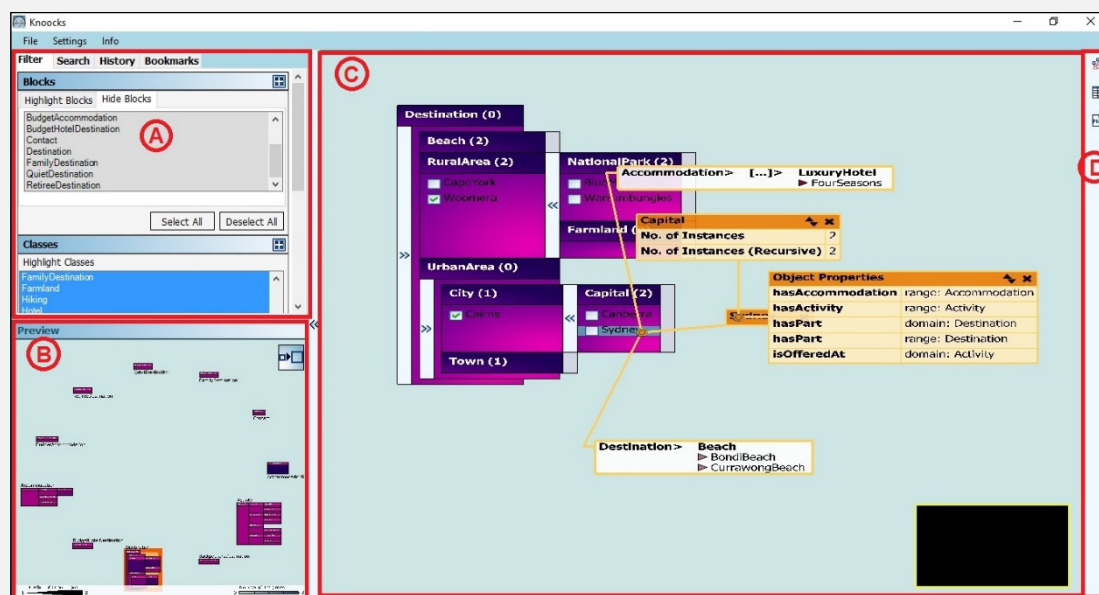 Knoocks
File Settings Info
Filter Search History Bookmarks
Blocks
Highlight Blocks Hide Blocks
BudgetAccommodation
BudgetHotelDestination
Contact
Destination
FamilyDestination
QuietDestination
RetireeDestination
A
Select All Deselect All
Classes
Highlight Classes
FamilyDestination
Farmland
Hiking
Hotel
Preview
B
C
Destination (0)
Beach (2)
RuralArea (2)
CapeYork
Woomera
NationalPark (2)
Warrumbungles
Farmland
UrbanArea (0)
City (1)
Cairns
Capital (2)
Canberra
Sydney
Town (1)
Accommodation> [...]> LuxuryHotel
FourSeasons
Capital
No. of Instances 2
No. of Instances (Recursive) 2
Object Properties
hasAccommodation range: Accommodation
hasActivity range: Activity
hasPart domain: Destination
hasPart range: Destination
isOfferedAt domain: Activity
Destination> Beach
BondiBeach
CurrawongBeach
D